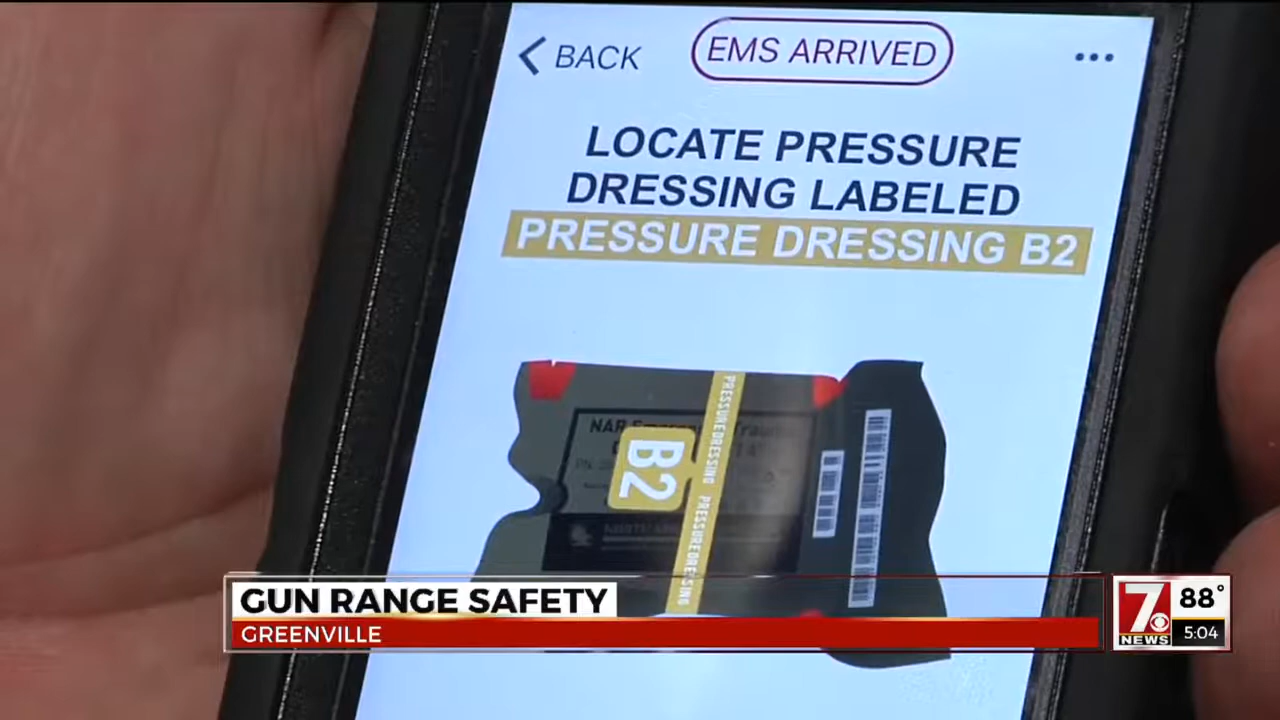 BACK
EMS ARRIVED
LOCATE PRESSURE
DRESSING LABELED
PRESSURE DRESSING B2
PRESSURE DRESSING PRESSURE DRESSING
NAR
B2
GUN RANGE SAFETY
GREENVILLE
7
NEWS
88°
5:04